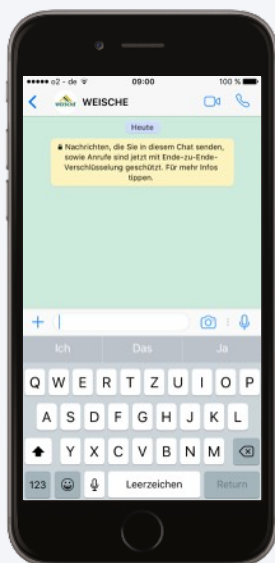 o2 - de 09:00 100 %
WEISCHE WEISCHE
Heute
Nachrichten, die Sie in diesem Chat senden,
sowie Anrufe sind jetzt mit Ende-zu-Ende-
Verschlüsselung geschützt. Für mehr Infos
tippen.
Ich Das Ja
Q W E R T Z U I O P
A S D F G H J K L
Y X C V B N M
123 Leerzeichen Return